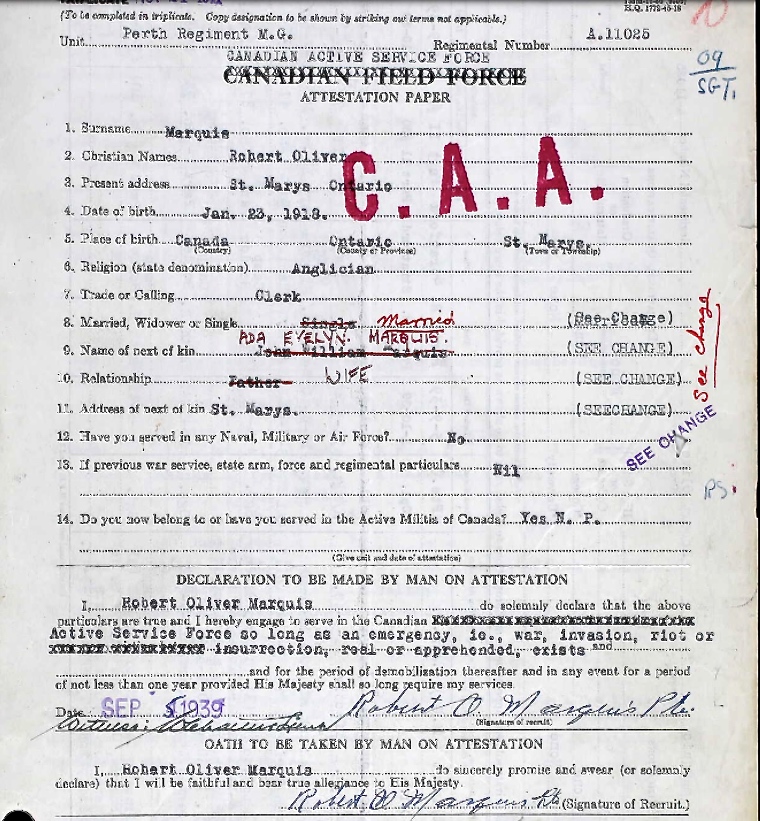 (To be completed in triplicate. Copy designation to be shown by striking out terms not applicable.)
H.Q. 1772-45-18
Unit Perth Regiment M.G. Regimental Number A.11025
CANADIAN ACTIVE SERVICE FORCE
CANADIAN FIELD FORCE
ATTESTATION PAPER
09
SGT.
C.A.A.
1. Surname Marquis
2. Christian Names Robert Oliver
3. Present address St. Marys Ontario
4. Date of birth Jan. 23, 1918.
5. Place of birth Canada Ontario St. Marys.
(Country) (County or Province) (Town or Township)
6. Religion (state denomination) Anglician
7. Trade or Calling Clerk
8. Married, Widower or Single Single Married (See Change)
ADA EVELYN. MARQUIS.
9. Name of next of kin John William Marquis (SEE CHANGE)
See change
10. Relationship Father WIFE (SEE CHANGE)
11. Address of next of kin St. Marys. (SEECHANGE)
SEE CHANGE
12. Have you served in any Naval, Military or Air Force? No
13. If previous war service, state arm, force and regimental particulars Nil
14. Do you now belong to or have you served in the Active Militia of Canada? Yes N. P.
(Give unit and date of attestation)
DECLARATION TO BE MADE BY MAN ON ATTESTATION
I, Robert Oliver Marquis do solemnly declare that the above
particulars are true and I hereby engage to serve in the Canadian
Active Service Force so long as an emergency, ie., war, invasion, riot or
insurrection, real or apprehended, exists and
and for the period of demobilization thereafter and in any event for a period
of not less than one year provided His Majesty shall so long require my services
Date SEP. 1939 Robert O Marquis Pte.
Witness: (Signature of recruit)
OATH TO BE TAKEN BY MAN ON ATTESTATION
I, Robert Oliver Marquis do sincerely promise and swear (or solemnly
declare) that I will be faithful and bear true allegiance to His Majesty.
Robert O Marquis Pte (Signature of Recruit.)